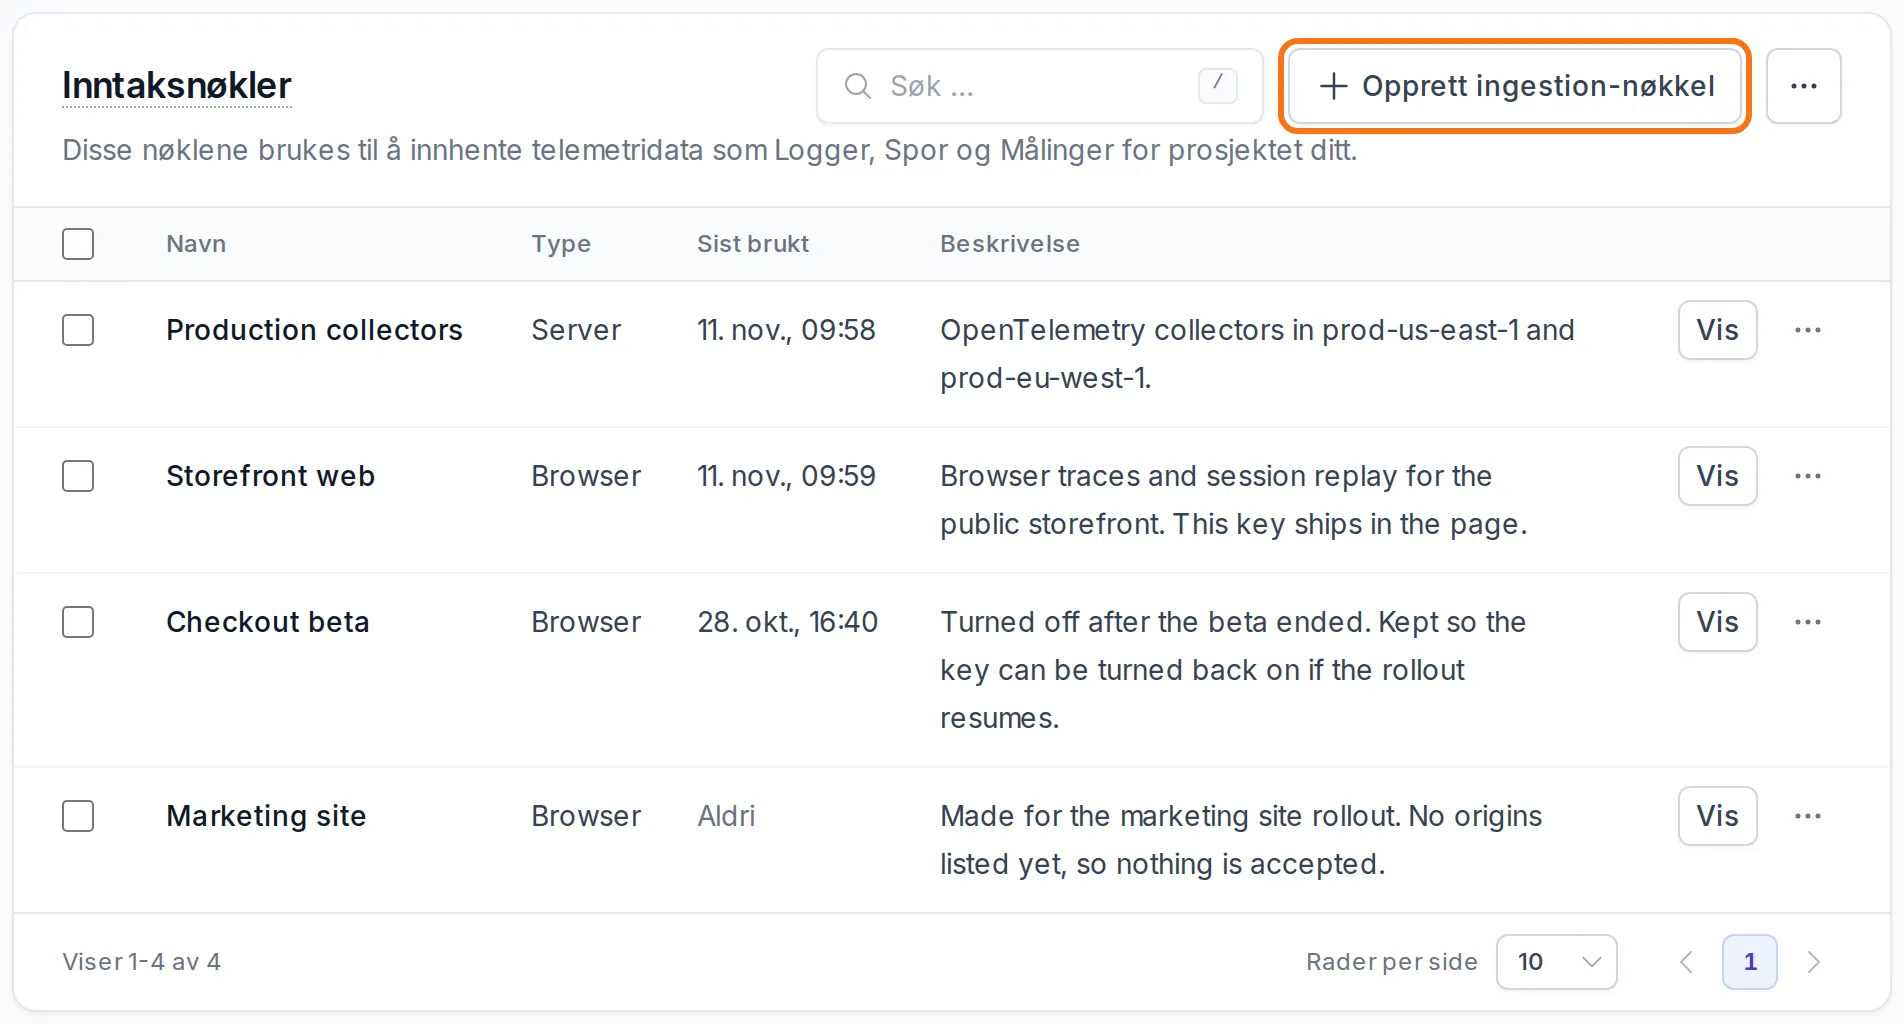 Inntaksnøkler
Søk ...
/
Opprett ingestion-nøkkel
Disse nøklene brukes til å innhente telemetridata som Logger, Spor og Målinger for prosjektet ditt.
Navn Type Sist brukt Beskrivelse
Production collectors Server 11. nov., 09:58 OpenTelemetry collectors in prod-us-east-1 and Vis
prod-eu-west-1.
Storefront web Browser 11. nov., 09:59 Browser traces and session replay for the Vis
public storefront. This key ships in the page.
Checkout beta Browser 28. okt., 16:40 Turned off after the beta ended. Kept so the Vis
key can be turned back on if the rollout
resumes.
Marketing site Browser Aldri Made for the marketing site rollout. No origins Vis
listed yet, so nothing is accepted.
Viser 1-4 av 4 Rader per side 10 1